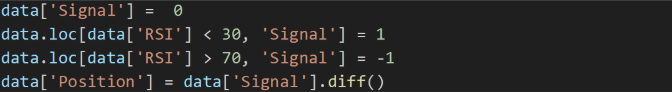 data['Signal'] =  0
data.loc[data['RSI'] < 30, 'Signal'] = 1
data.loc[data['RSI'] > 70, 'Signal'] = -1
data['Position'] = data['Signal'].diff()